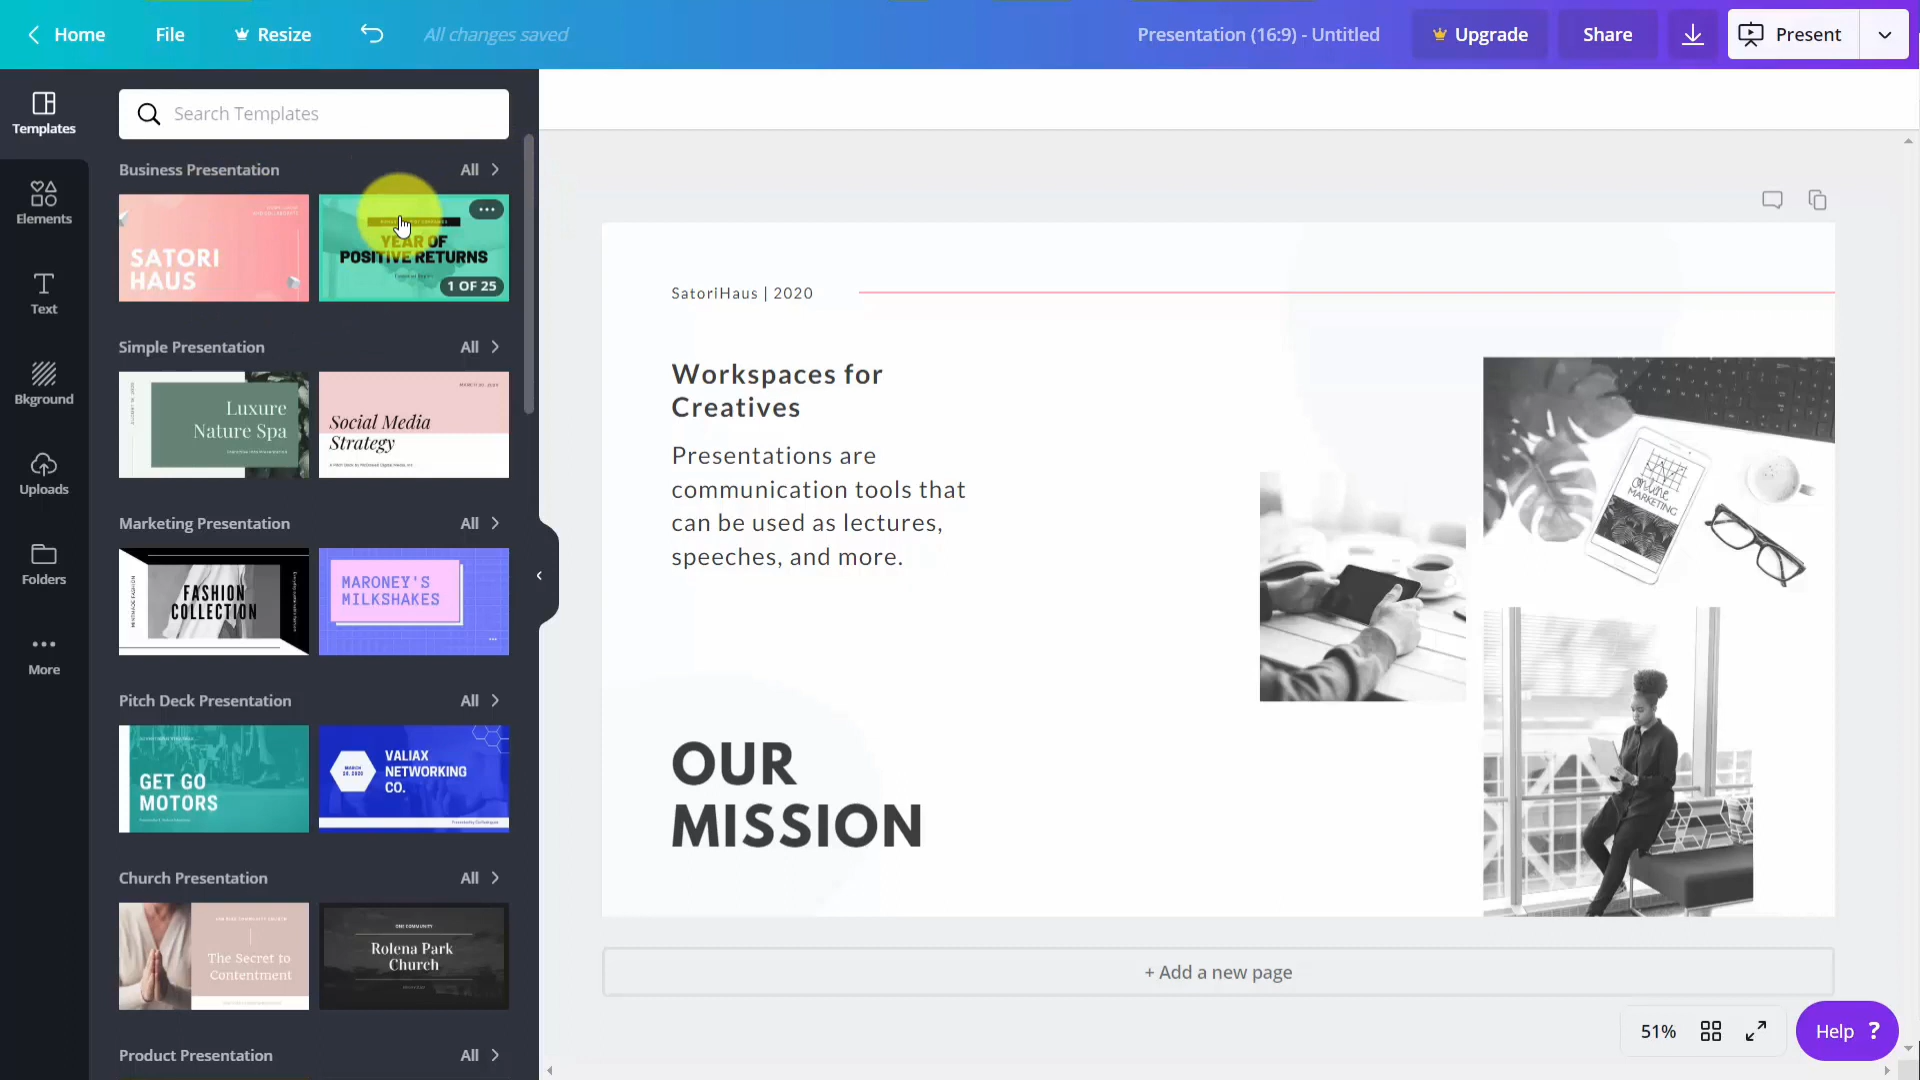 Home
File
Resize
All changes saved
Presentation (16:9) - Untitled
Upgrade
Share
Present
Templates
Elements
Text
Bkground
Uploads
Folders
More
Search Templates
Business Presentation
All
SATORI
HAUS
YEAR OF
POSITIVE RETURNS
1 OF 25
Simple Presentation
All
Luxure
Nature Spa
Social Media
Strategy
Marketing Presentation
All
FASHION
COLLECTION
MARONEY'S
MILKSHAKES
Pitch Deck Presentation
All
GET GO
MOTORS
VALIAX
NETWORKING
CO.
Church Presentation
All
The Secret to
Contentment
Rolena Park
Church
Product Presentation
All
SatoriHaus | 2020
Workspaces for
Creatives
Presentations are
communication tools that
can be used as lectures,
speeches, and more.
OUR
MISSION
online
MARKETING
+ Add a new page
51%
Help ?